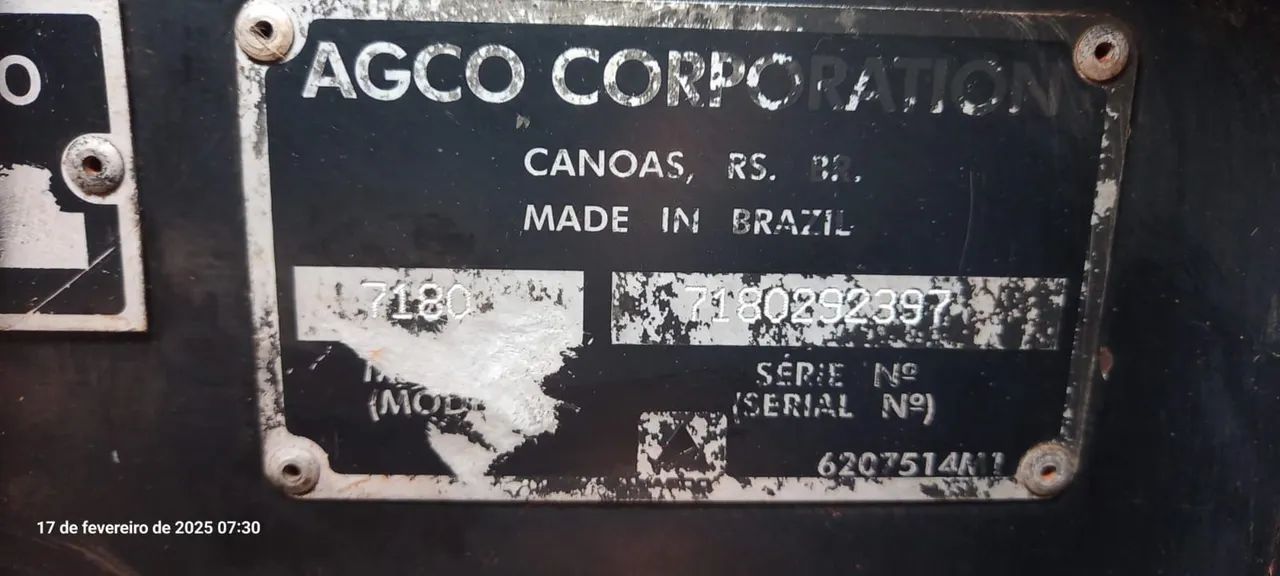 O
AGCO CORPORATION
CANOAS, RS. BR.
MADE IN BRAZIL
7180 7180292397
SÉRIE Nº
(SERIAL Nº)
6207514M1
17 de fevereiro de 2025 07:30